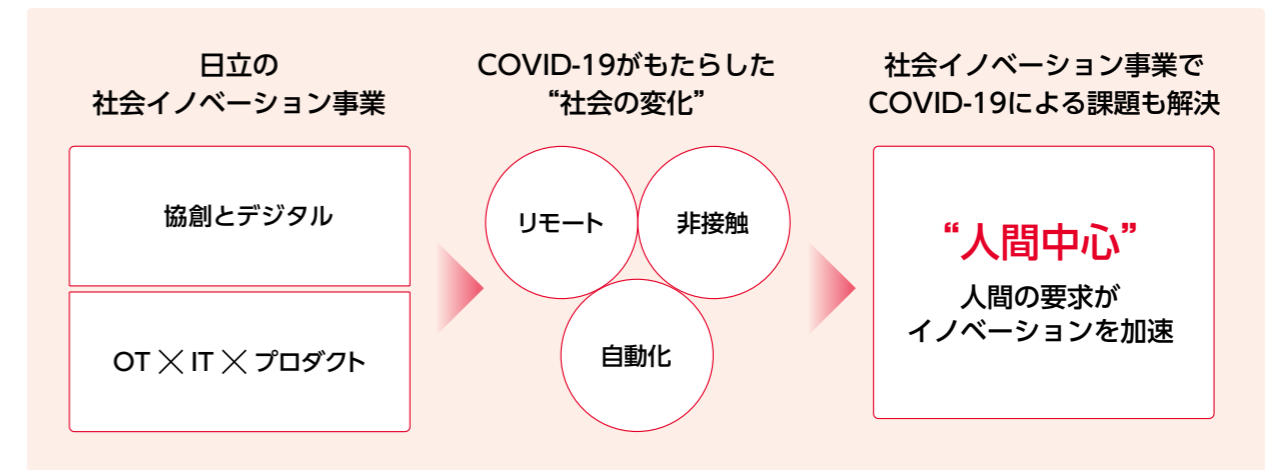 日立の
社会イノベーション事業
協創とデジタル
OT × IT × プロダクト
COVID-19がもたらした
“社会の変化”
リモート
非接触
自動化
社会イノベーション事業で
COVID-19による課題も解決
“人間中心”
人間の要求が
イノベーションを加速